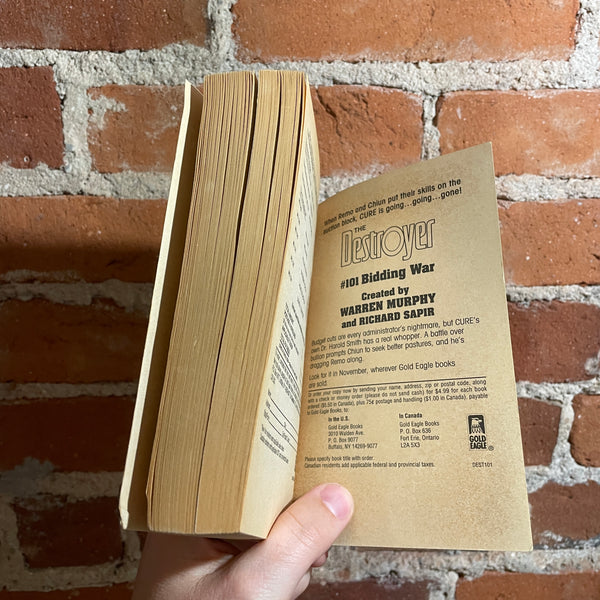 When Remo and Chiun put their skills on the
auction block, CURE is going...going...gone!
THE
Destroyer
#101 Bidding War
Created by
WARREN MURPHY
and RICHARD SAPIR
Budget cuts are every administrator's nightmare, but CURE's
own Dr. Harold Smith has a real whopper. A baffle over
bullion prompts Chiun to seek better pastures, and he's
dragging Remo along.
Look for it in November, wherever Gold Eagle books
are sold.
To order your copy now by sending your name, address, zip or postal code, along
with a check or money order (please do not send cash) for $4.99 for each book
ordered ($5.50 in Canada), plus 75¢ postage and handling ($1.00 in Canada), payable
to Gold Eagle Books to:
In the U.S.
Gold Eagle Books
3010 Walden Ave.
P. O. Box 9077
Buffalo, NY 14269-9077
In Canada
Gold Eagle Books
P. O. Box 636
Fort Erie, Ontario
L2A 5X3
GOLD
EAGLE
®
Please specify book title with order.
Canadian residents add applicable federal and provincial taxes.
DEST101